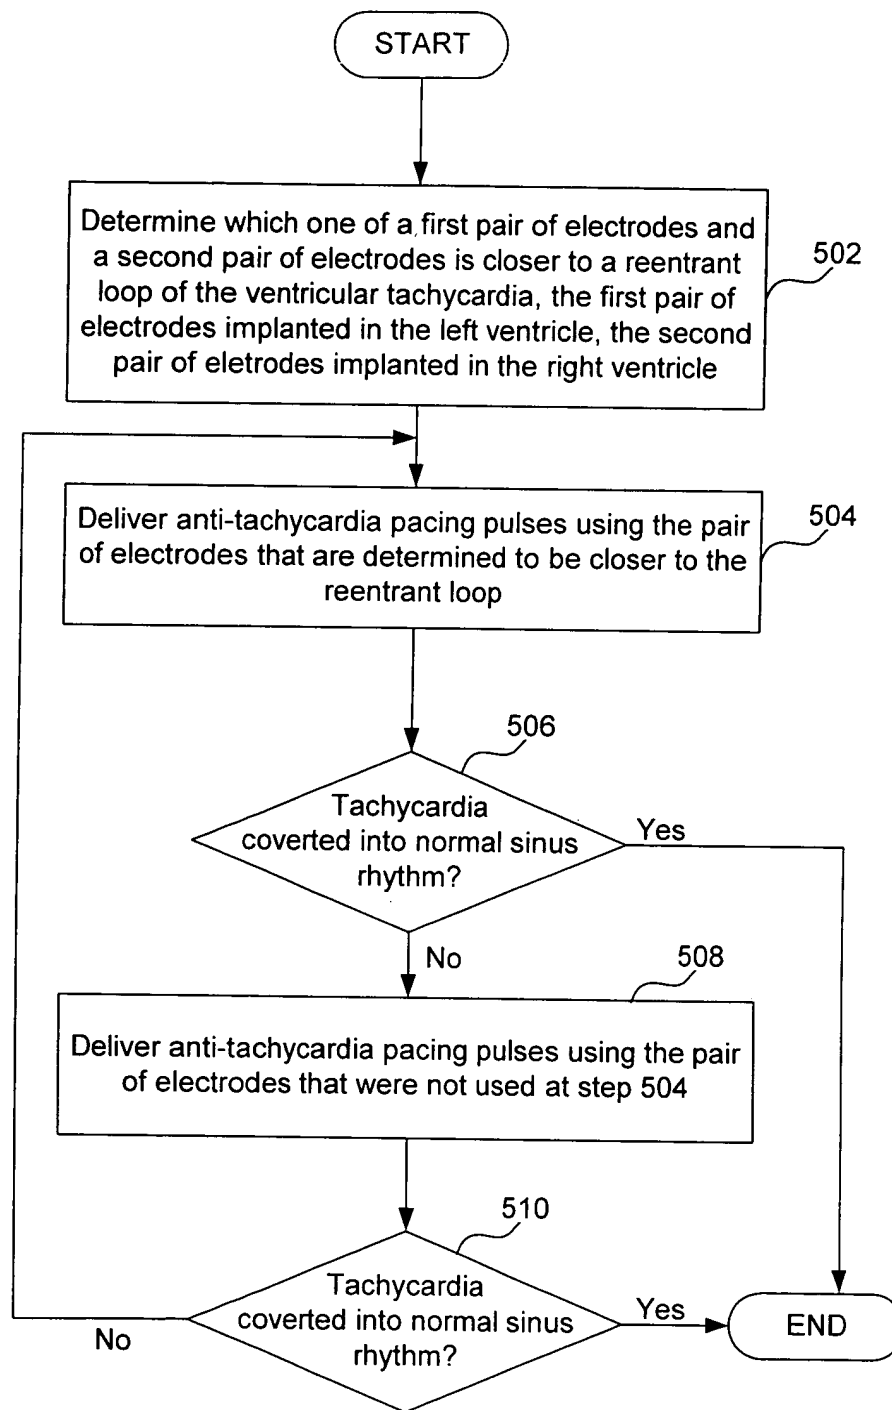 START
Determine which one of a first pair of electrodes and
a second pair of electrodes is closer to a reentrant
loop of the ventricular tachycardia, the first pair of
electrodes implanted in the left ventricle, the second
pair of eletrodes implanted in the right ventricle
502
Deliver anti-tachycardia pacing pulses using the pair
of electrodes that are determined to be closer to the
reentrant loop
504
506
Tachycardia
coverted into normal sinus
rhythm?
Yes
No
508
Deliver anti-tachycardia pacing pulses using the pair
of electrodes that were not used at step 504
510
Tachycardia
coverted into normal sinus
rhythm?
No
Yes
END